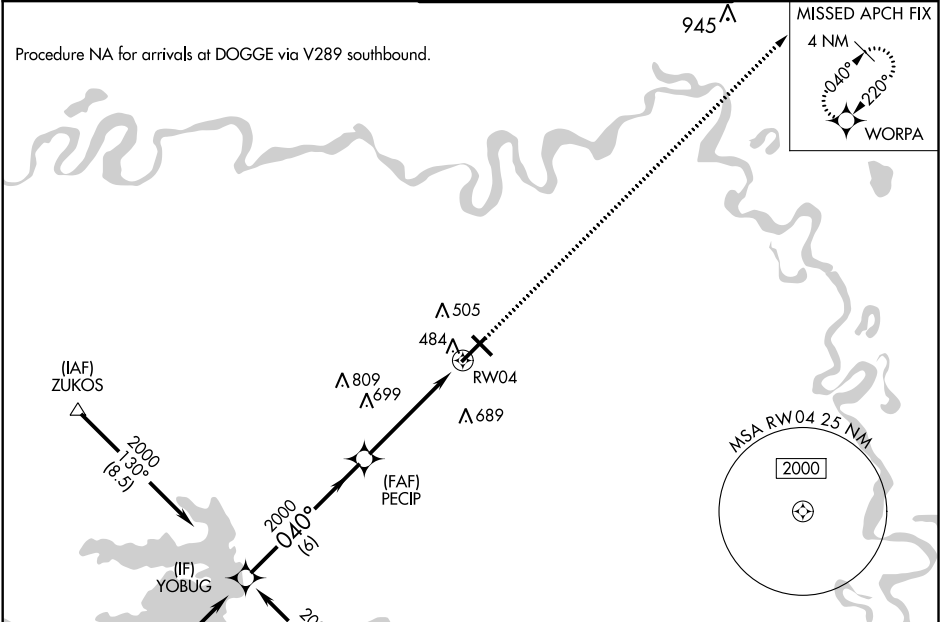 945
MISSED APCH FIX
Procedure NA for arrivals at DOGGE via V289 southbound.
4 NM
040°
220°
WORPA
505
484
RW04
(IAF)
ZUKOS
809
699
689
2000
130°
(8.5)
MSA RW04 25 NM
2000
(FAF)
PECIP
2000
040°
(6)
(IF)
YOBUG